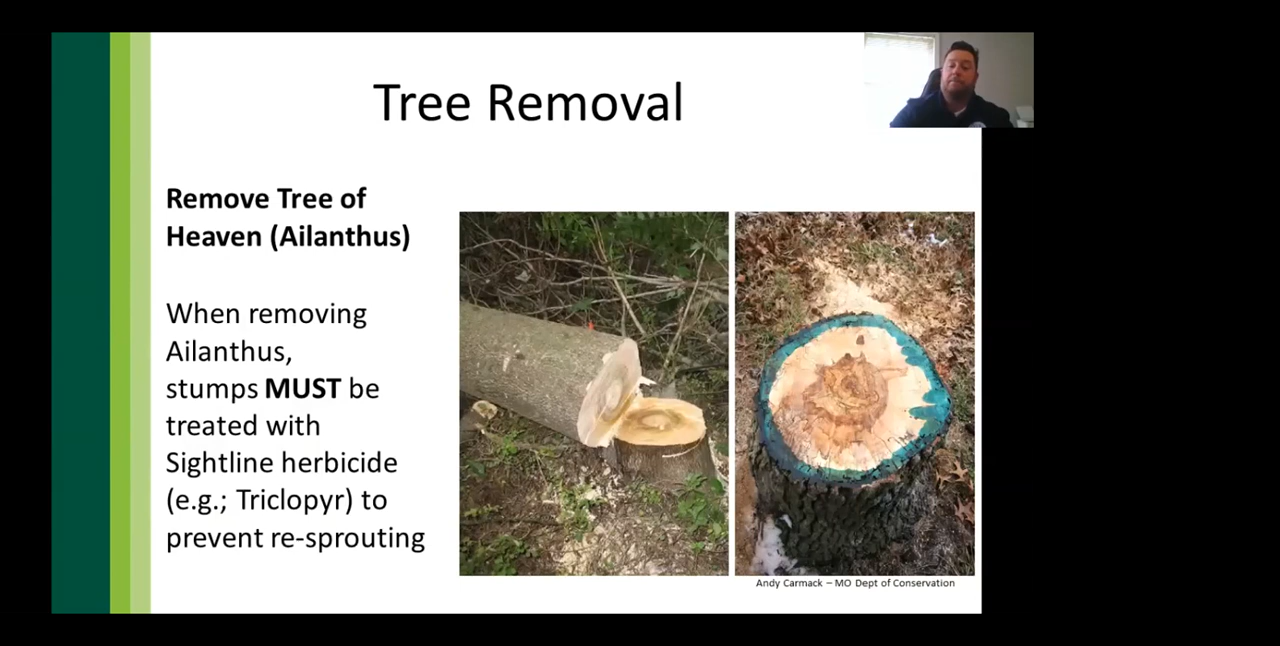 Tree Removal
Remove Tree of
Heaven (Ailanthus)
When removing
Ailanthus,
stumps MUST be
treated with
Sightline herbicide
(e.g.; Triclopyr) to
prevent re-sprouting
Andy Carmack – MO Dept of Conservation